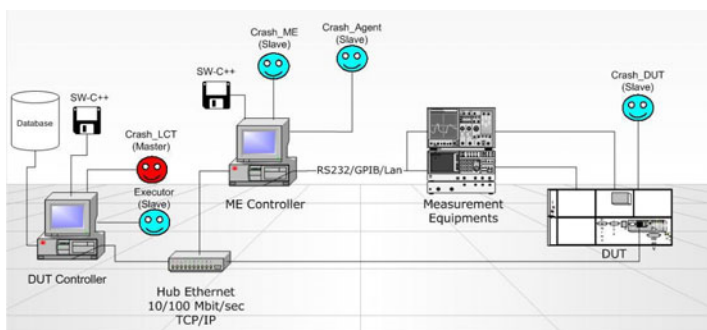 Crash_ME
(Slave)
Crash_Agent
(Slave)
SW-C++
Crash_DUT
(Slave)
SW-C++
Database
Crash_LCT
(Master)
RS232/GPIB/Lan
Executor
(Slave)
ME Controller
Measurement
Equipments
DUT
DUT Controller
Hub Ethernet
10/100 Mbit/sec
TCP/IP